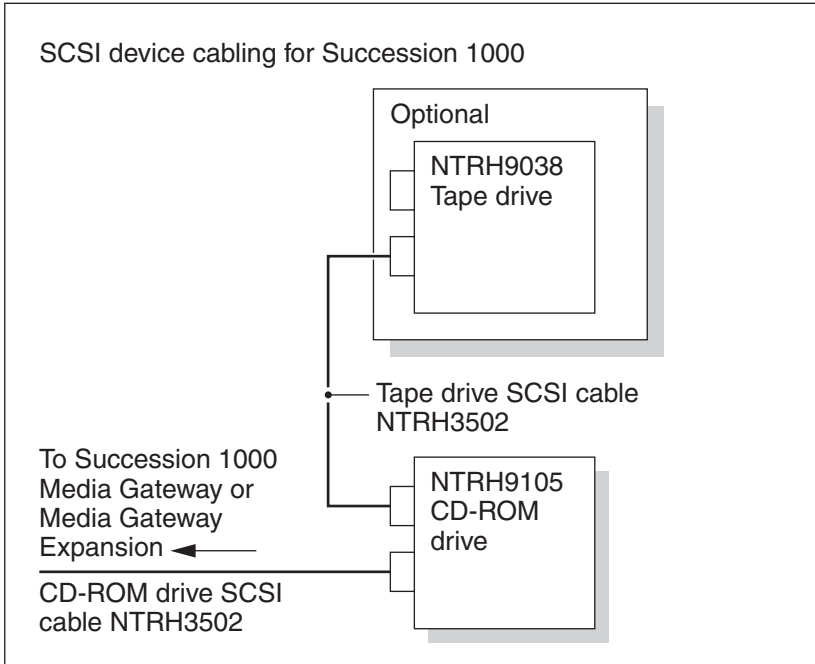 SCSI device cabling for Succession 1000
Optional
NTRH9038
Tape drive
Tape drive SCSI cable
NTRH3502
To Succession 1000
Media Gateway or
Media Gateway
Expansion
NTRH9105
CD-ROM
drive
CD-ROM drive SCSI
cable NTRH3502